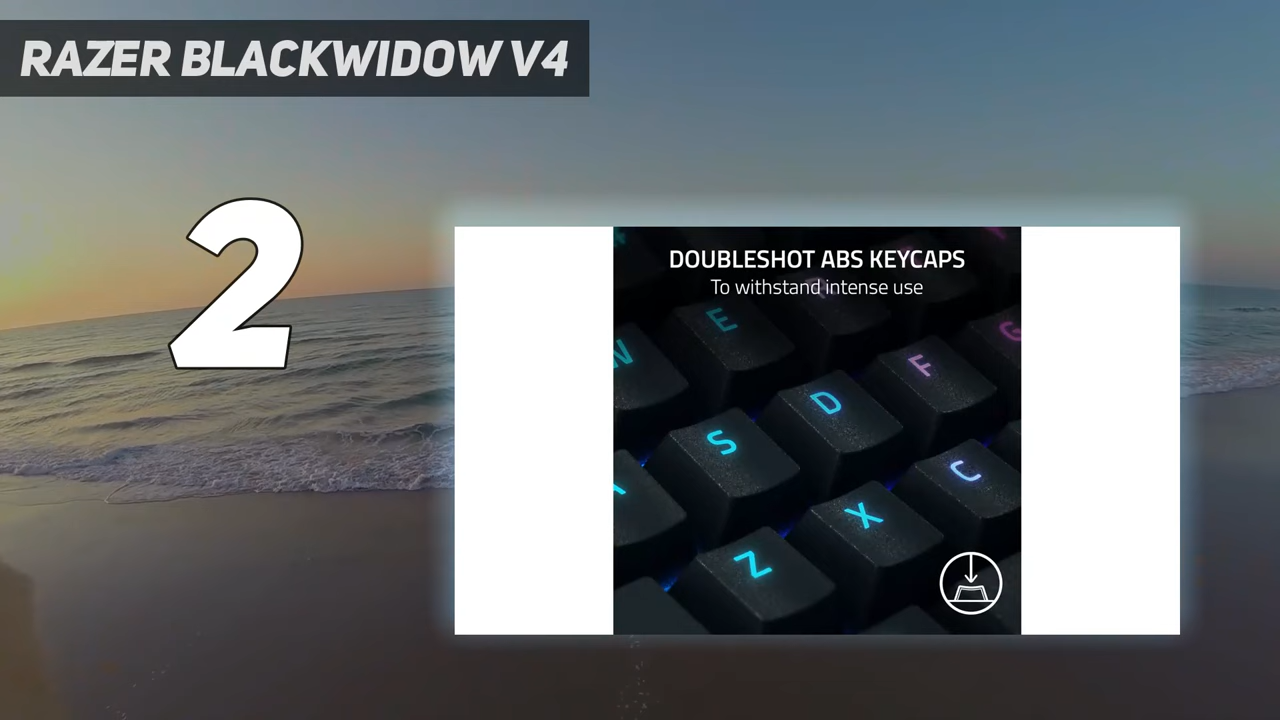 RAZER BLACKWIDOW V4
2
DOUBLESHOT ABS KEYCAPS
To withstand intense use
E
F
G
W
D
S
C
X
Z